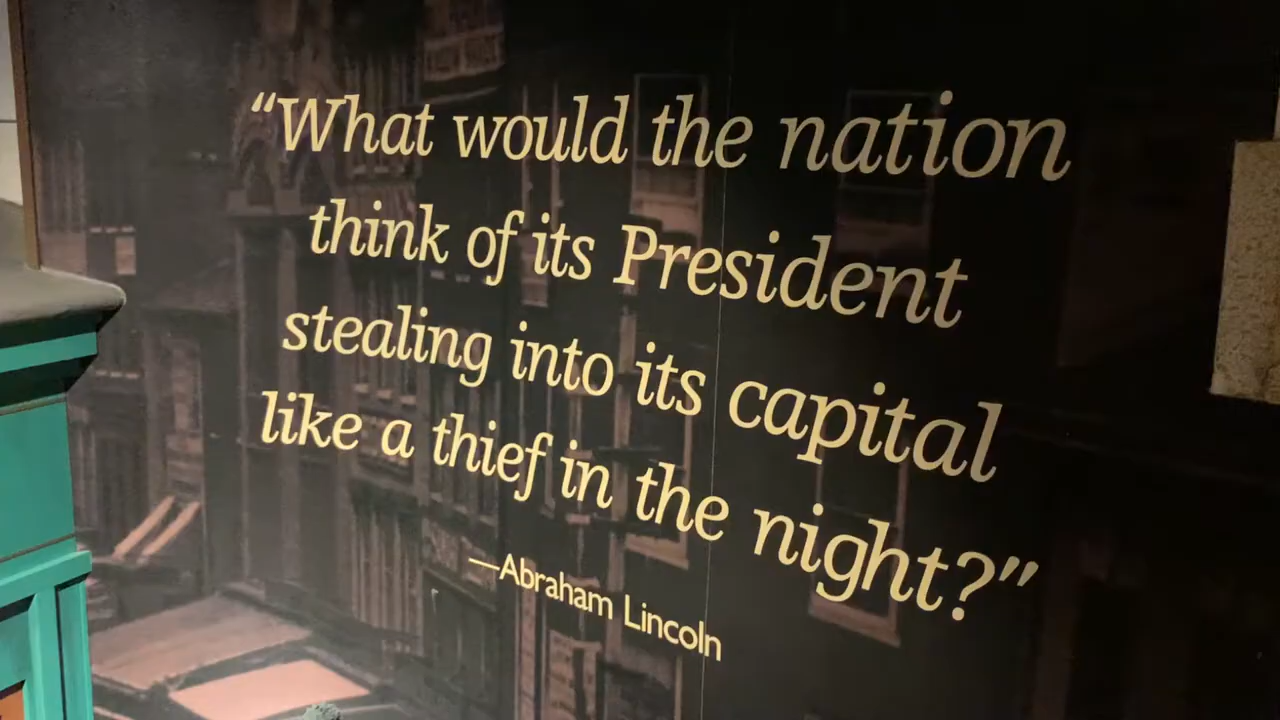 “What would the nation
think of its President
stealing into its capital
like a thief in the night?”
—Abraham Lincoln